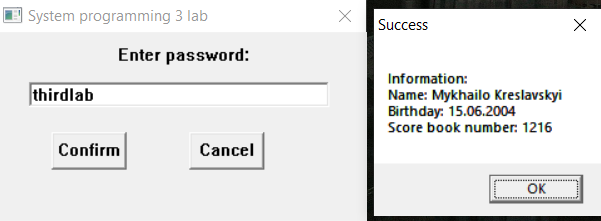 System programming 3 lab
Enter password:
thirdlab
Confirm
Cancel
Success
Information:
Name: Mykhailo Kreslavskyi
Birthday: 15.06.2004
Score book number: 1216
OK